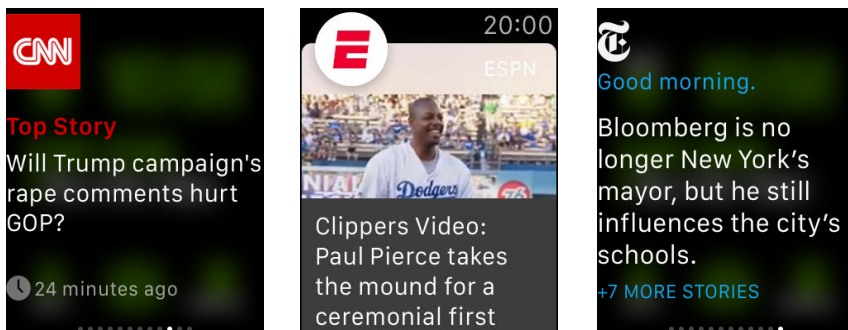 CNN
Top Story
Will Trump campaign's
rape comments hurt
GOP?
24 minutes ago
20:00
E
ESPN
NIAL
Dodgers
75
Clippers Video:
Paul Pierce takes
the mound for a
ceremonial first
T
Good morning.
Bloomberg is no
longer New York's
mayor, but he still
influences the city's
schools.
+7 MORE STORIES